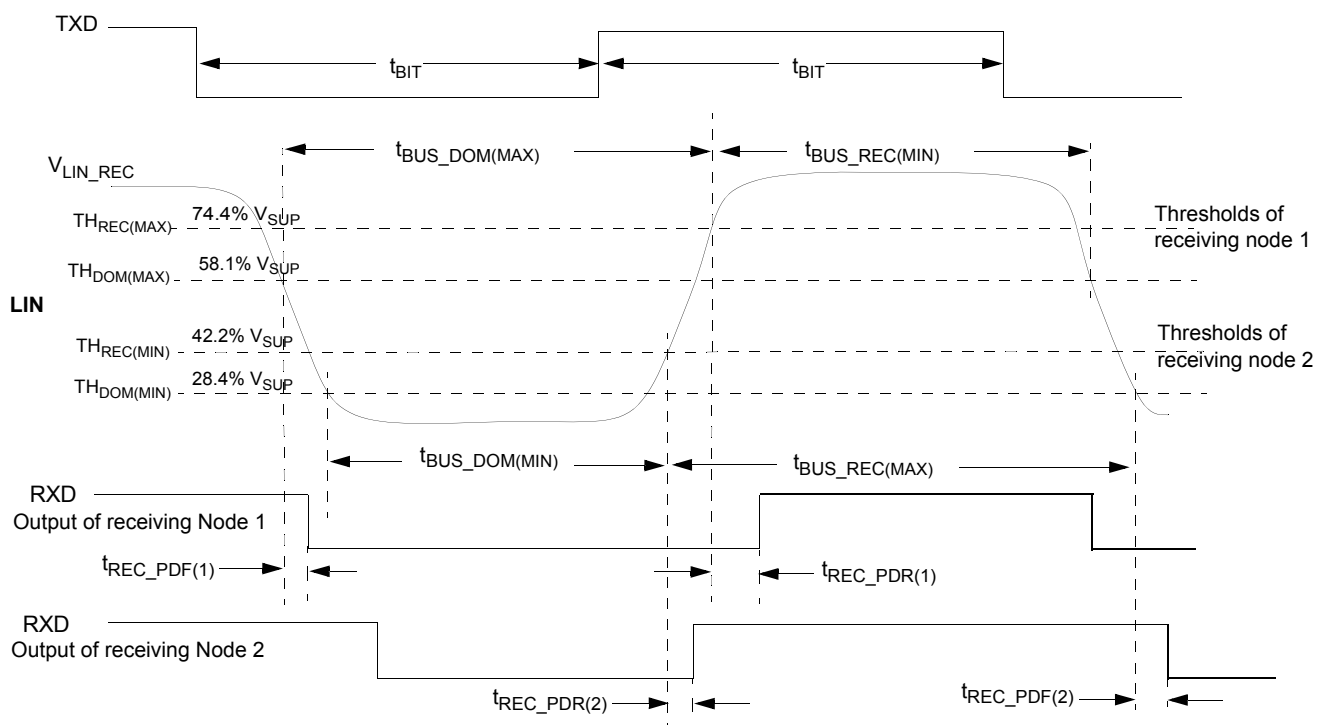 TXD
tBIT
tBIT
tBUS_DOM(MAX)
tBUS_REC(MIN)
VLIN_REC
THREC(MAX) 74.4% VSUP
Thresholds of
receiving node 1
THDOM(MAX) 58.1% VSUP
LIN
THREC(MIN) 42.2% VSUP
Thresholds of
receiving node 2
THDOM(MIN) 28.4% VSUP
tBUS_DOM(MIN)
tBUS_REC(MAX)
RXD
Output of receiving Node 1
tREC_PDF(1)
tREC_PDR(1)
RXD
Output of receiving Node 2
tREC_PDR(2)
tREC_PDF(2)